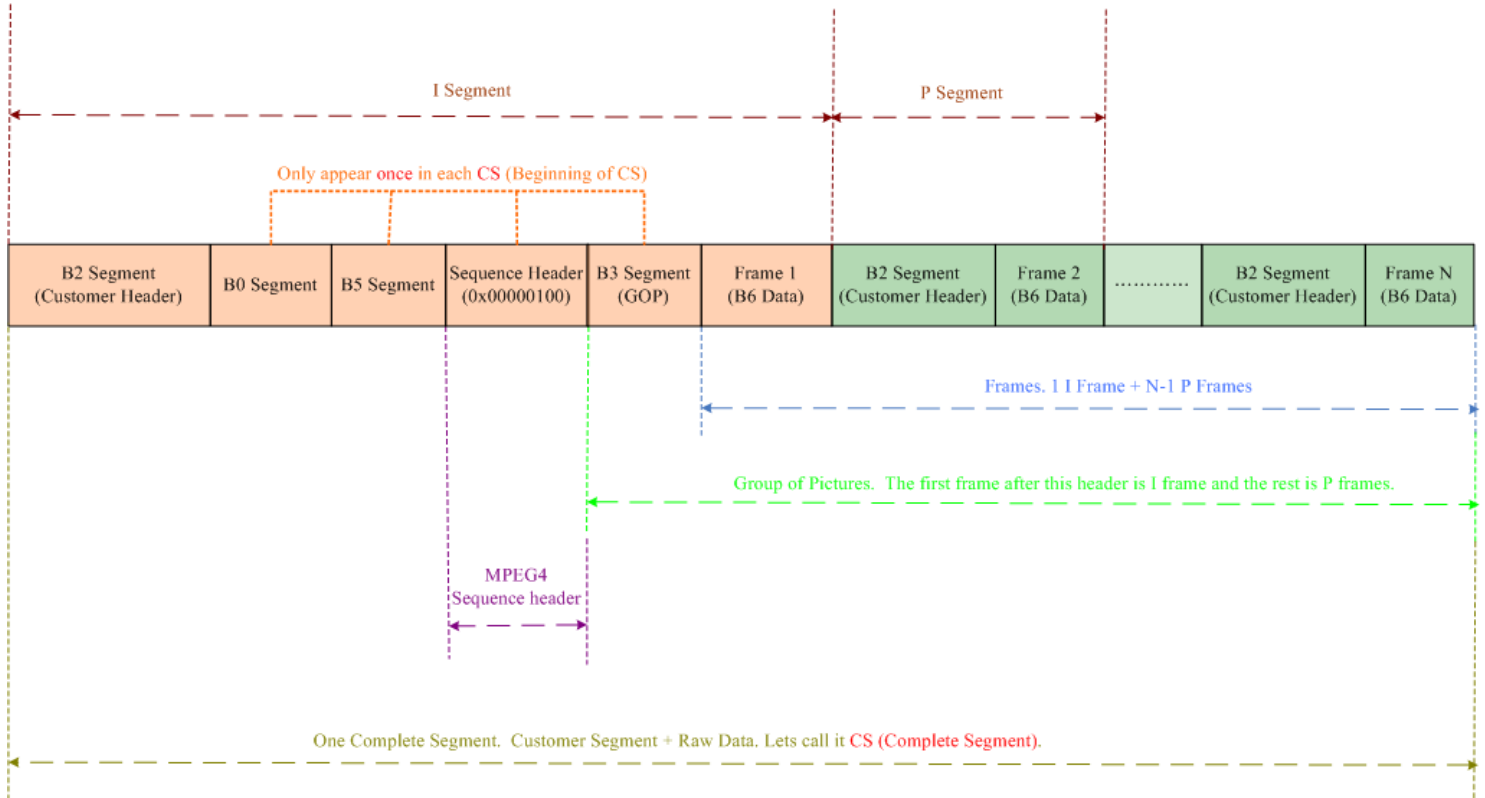 I Segment
P Segment
Only appear once in each CS (Beginning of CS)
B2 Segment
(Customer Header)
B0 Segment
B5 Segment
Sequence Header
(0x00000100)
B3 Segment
(GOP)
Frame 1
(B6 Data)
B2 Segment
(Customer Header)
Frame 2
(B6 Data)
…………
B2 Segment
(Customer Header)
Frame N
(B6 Data)
Frames. 1 I Frame + N-1 P Frames
Group of Pictures.  The first frame after this header is I frame and the rest is P frames.
MPEG4
Sequence header
One Complete Segment.  Customer Segment + Raw Data. Lets call it CS (Complete Segment).